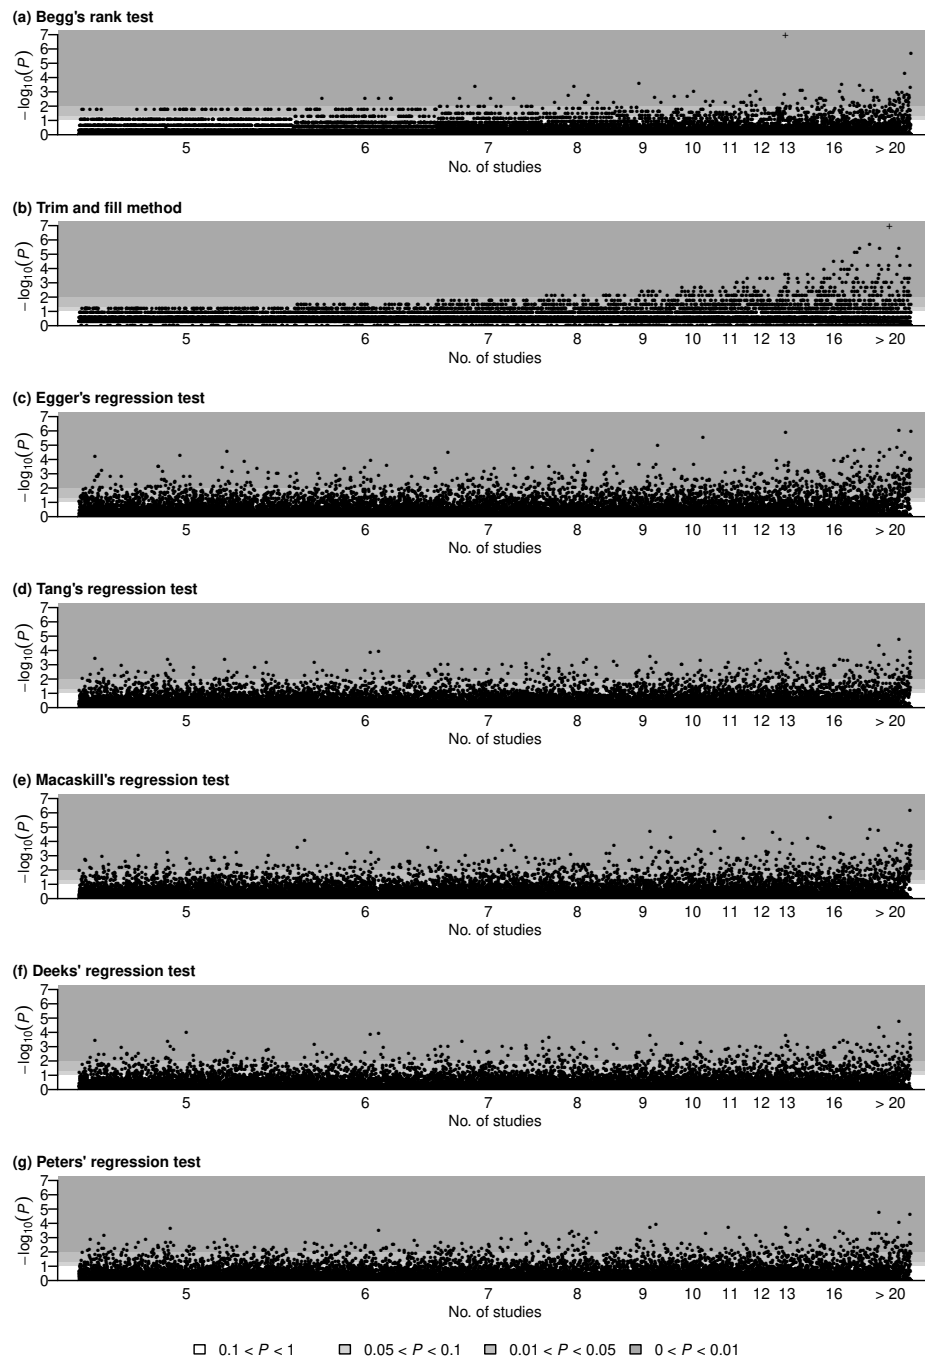 (a) Begg's rank test
7
6
5
4
3
2
1
0
−log10(P)
5 6 7 8 9 10 11 12 13 16 > 20
No. of studies
(b) Trim and fill method
7
6
5
4
3
2
1
0
−log10(P)
5 6 7 8 9 10 11 12 13 16 > 20
No. of studies
(c) Egger's regression test
7
6
5
4
3
2
1
0
−log10(P)
5 6 7 8 9 10 11 12 13 16 > 20
No. of studies
(d) Tang's regression test
7
6
5
4
3
2
1
0
−log10(P)
5 6 7 8 9 10 11 12 13 16 > 20
No. of studies
(e) Macaskill's regression test
7
6
5
4
3
2
1
0
−log10(P)
5 6 7 8 9 10 11 12 13 16 > 20
No. of studies
(f) Deeks' regression test
7
6
5
4
3
2
1
0
−log10(P)
5 6 7 8 9 10 11 12 13 16 > 20
No. of studies
(g) Peters' regression test
7
6
5
4
3
2
1
0
−log10(P)
5 6 7 8 9 10 11 12 13 16 > 20
No. of studies
0.1 < P < 1 0.05 < P < 0.1 0.01 < P < 0.05 0 < P < 0.01